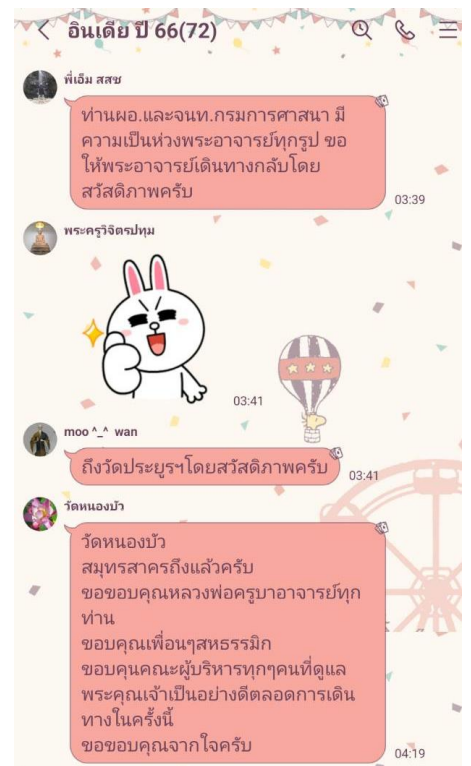 อินเดีย ปี 66(72)
พี่เอ็ม สสช
ท่านผอ.และจนท.กรมการศาสนา มี
ความเป็นห่วงพระอาจารย์ทุกรูป ขอ
ให้พระอาจารย์เดินทางกลับโดย
สวัสดิภาพครับ
03:39
พระครูวิจิตรปทุม
03:41
moo ^_^ wan
ถึงวัดประยูรฯโดยสวัสดิภาพครับ
03:41
วัดหนองบัว
วัดหนองบัว
สมุทรสาครถึงแล้วครับ
ขอขอบคุณหลวงพ่อครูบาอาจารย์ทุก
ท่าน
ขอบคุณเพื่อนๆสหธรรมิก
ขอบคุนคณะผู้บริหารทุกๆคนที่ดูแล
พระคุณเจ้าเป็นอย่างดีตลอดการเดิน
ทางในครั้งนี้
ขอขอบคุณจากใจครับ
04:19